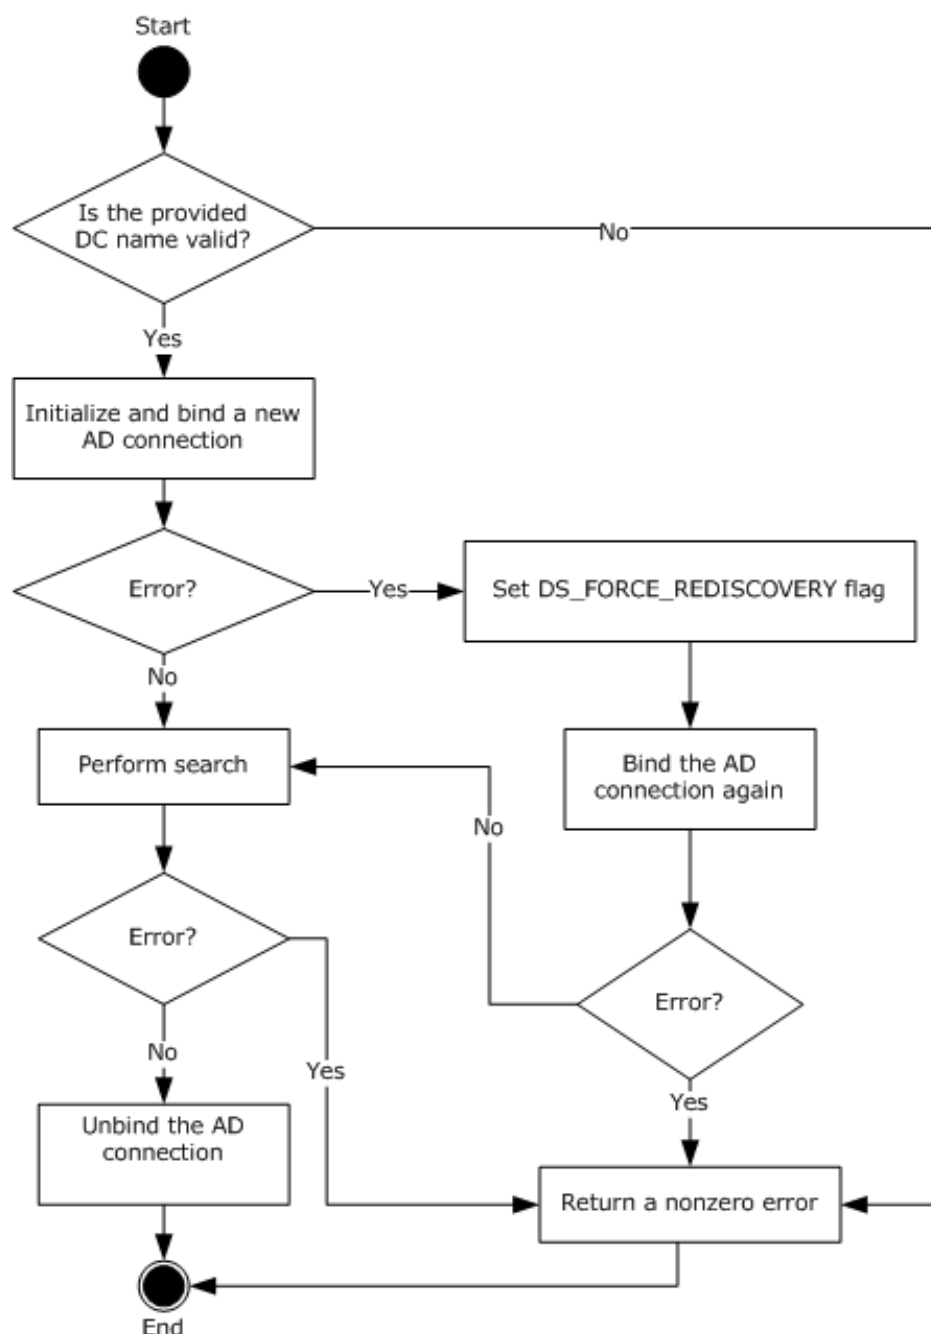 Start
Is the provided
DC name valid?
No
Yes
Initialize and bind a new
AD connection
Error?
Yes
Set DS_FORCE_REDISCOVERY flag
No
Perform search
Bind the AD
connection again
No
Error?
Error?
No
Yes
Yes
Unbind the AD
connection
Return a nonzero error
End